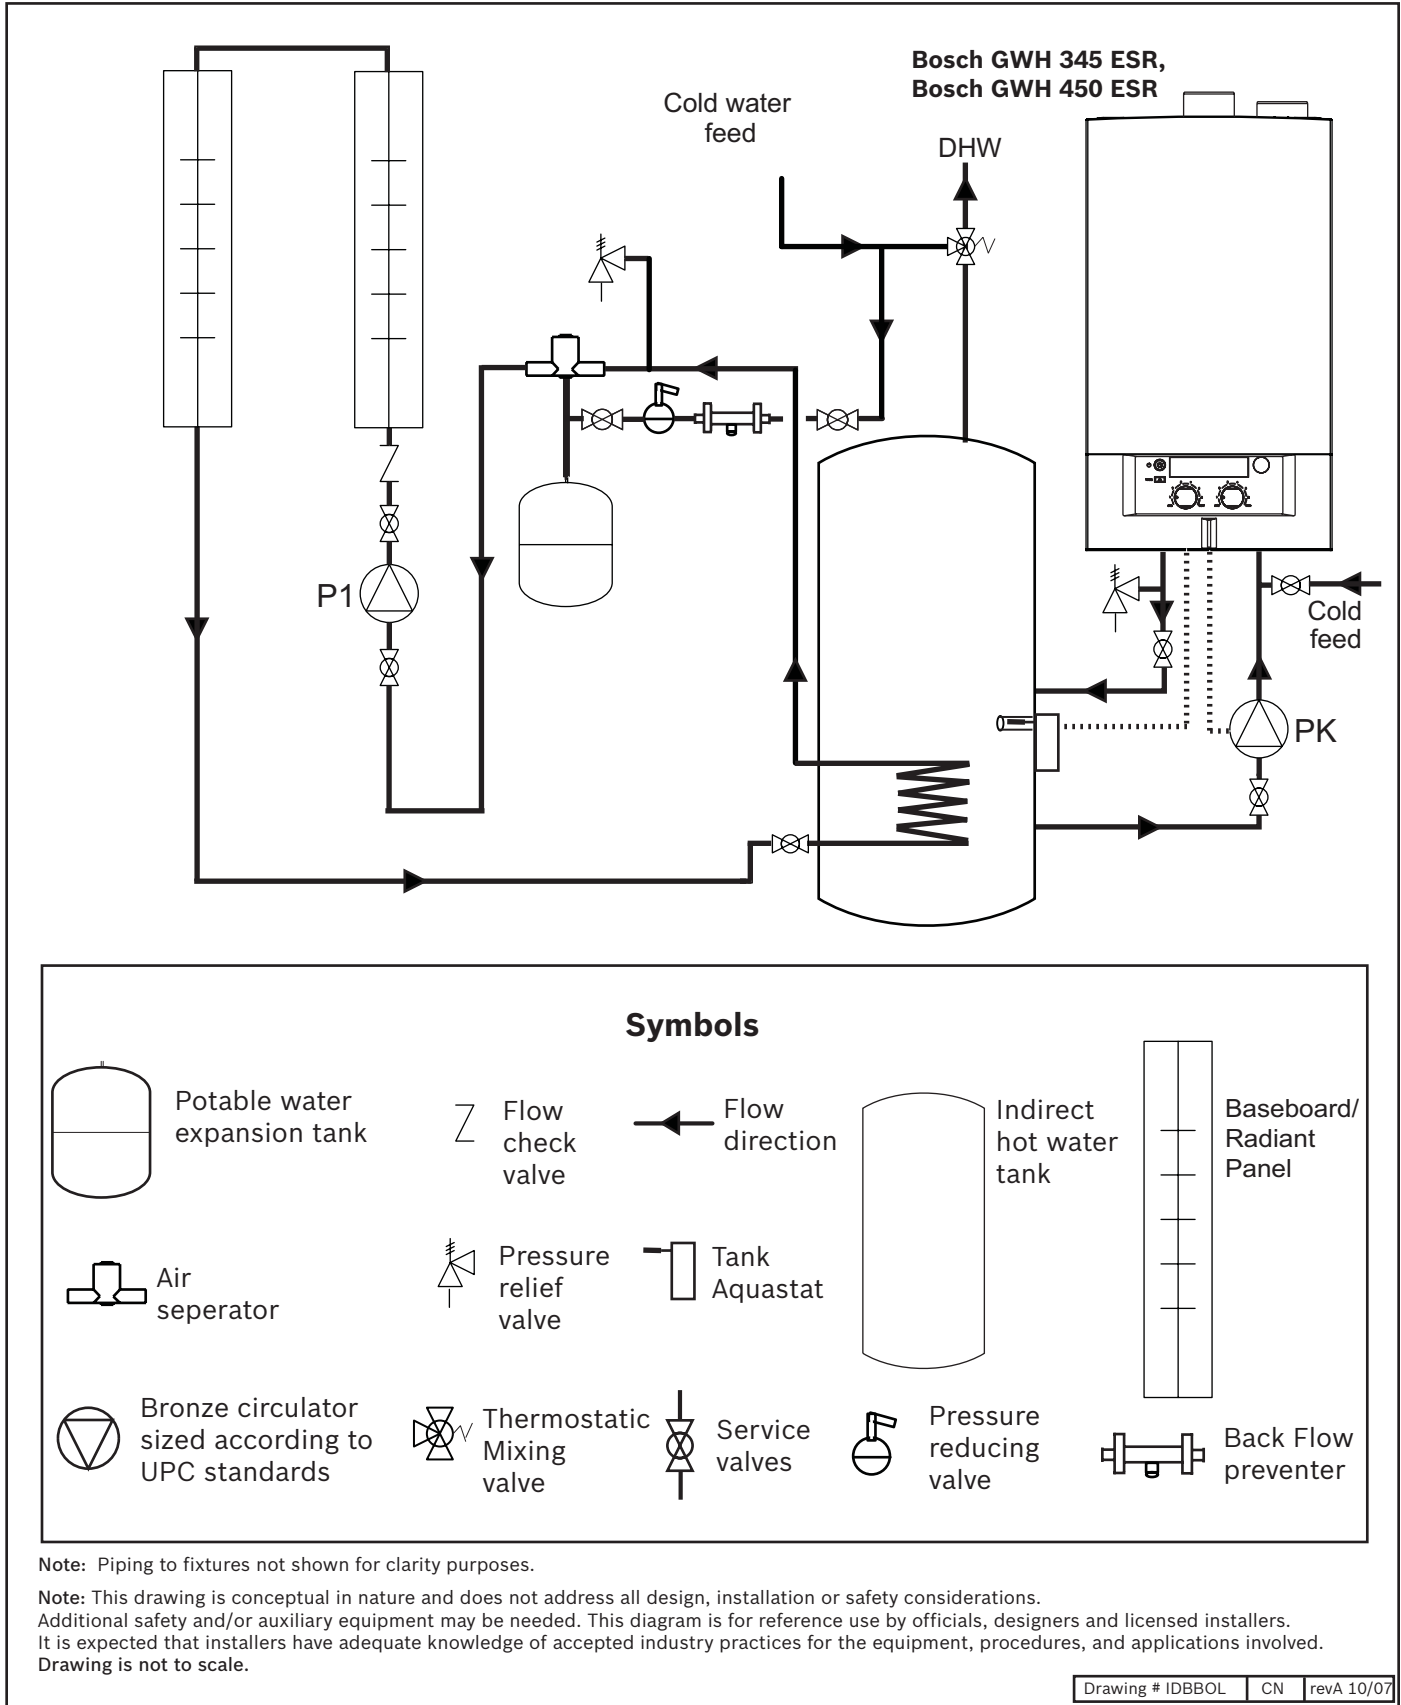 Bosch GWH 345 ESR,
Bosch GWH 450 ESR
Cold water
feed
DHW
P1
Cold
feed
PK
Symbols
Potable water
expansion tank
Flow
check
valve
Flow
direction
Indirect
hot water
tank
Baseboard/
Radiant
Panel
Air
seperator
Pressure
relief
valve
Tank
Aquastat
Bronze circulator
sized according to
UPC standards
Thermostatic
Mixing
valve
Service
valves
Pressure
reducing
valve
Back Flow
preventer
Note: Piping to fixtures not shown for clarity purposes.
Note: This drawing is conceptual in nature and does not address all design, installation or safety considerations.
Additional safety and/or auxiliary equipment may be needed. This diagram is for reference use by officials, designers and licensed installers.
It is expected that installers have adequate knowledge of accepted industry practices for the equipment, procedures, and applications involved.
Drawing is not to scale.
Drawing # IDBBOL CN revA 10/07